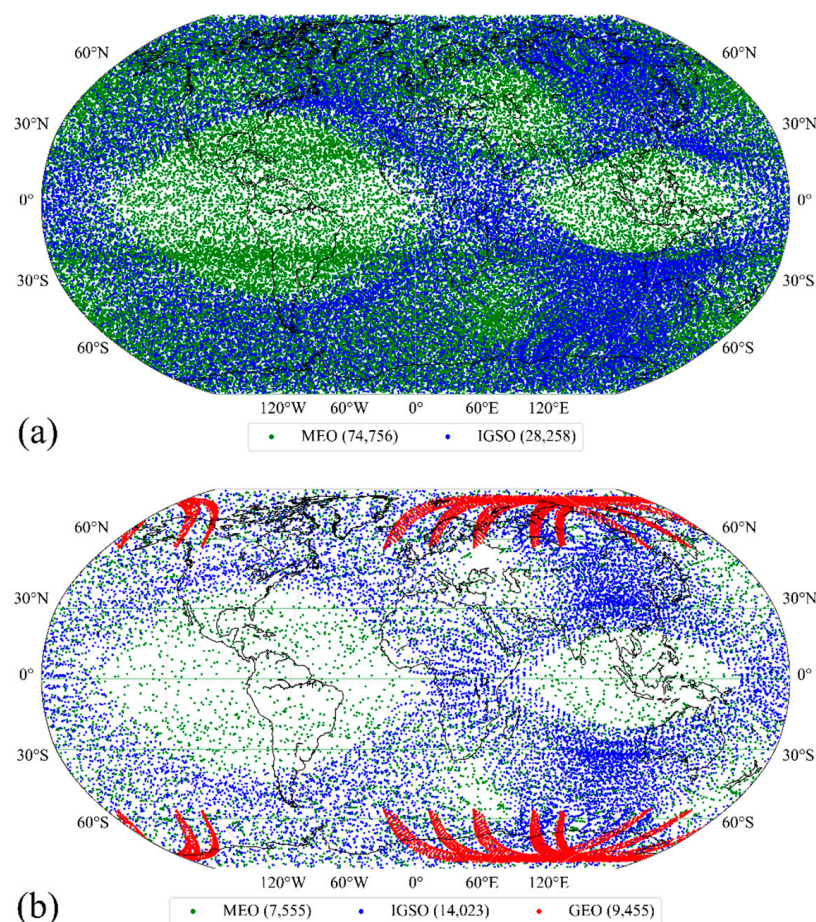 60°N 60°N
30°N 30°N
0° 0°
30°S 30°S
60°S 60°S
120°W 60°W 0° 60°E 120°E
(a)
MEO (74,756) IGSO (28,258)
60°N 60°N
30°N 30°N
0° 0°
30°S 30°S
60°S 60°S
120°W 60°W 0° 60°E 120°E
(b)
MEO (7,555) IGSO (14,023) GEO (9,455)